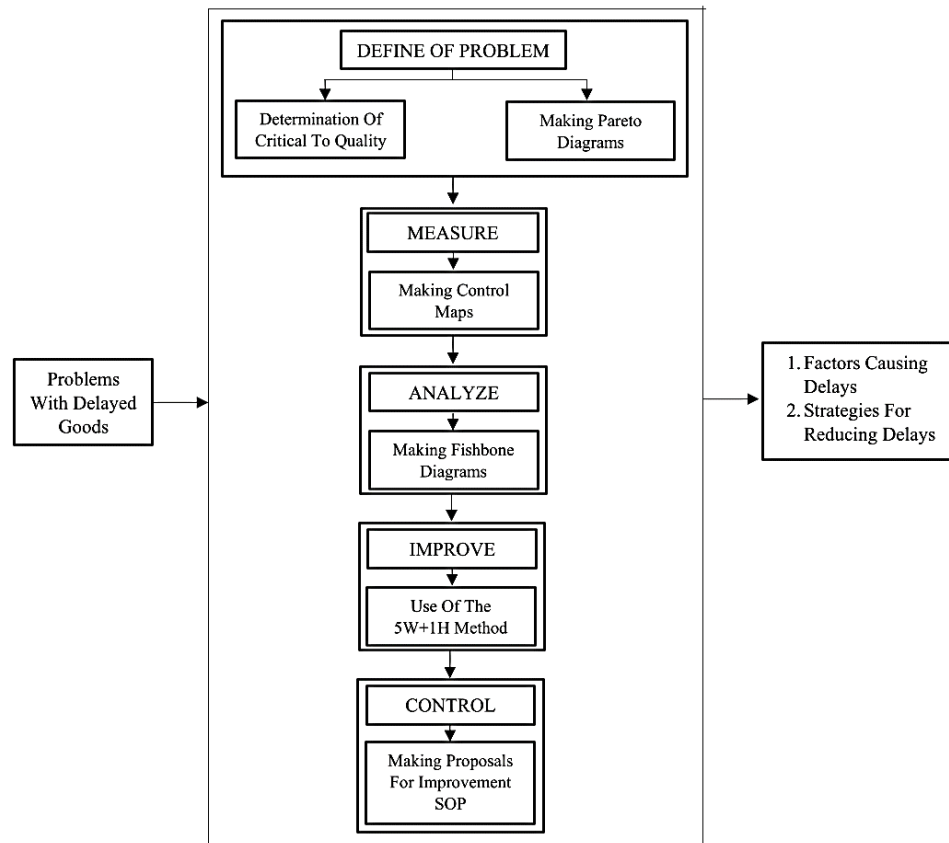 DEFINE OF PROBLEM
Determination Of
Critical To Quality
Making Pareto
Diagrams
MEASURE
Making Control
Maps
Problems
With Delayed
Goods
ANALYZE
Making Fishbone
Diagrams
1. Factors Causing
Delays
2. Strategies For
Reducing Delays
IMPROVE
Use Of The
5W+1H Method
CONTROL
Making Proposals
For Improvement
SOP